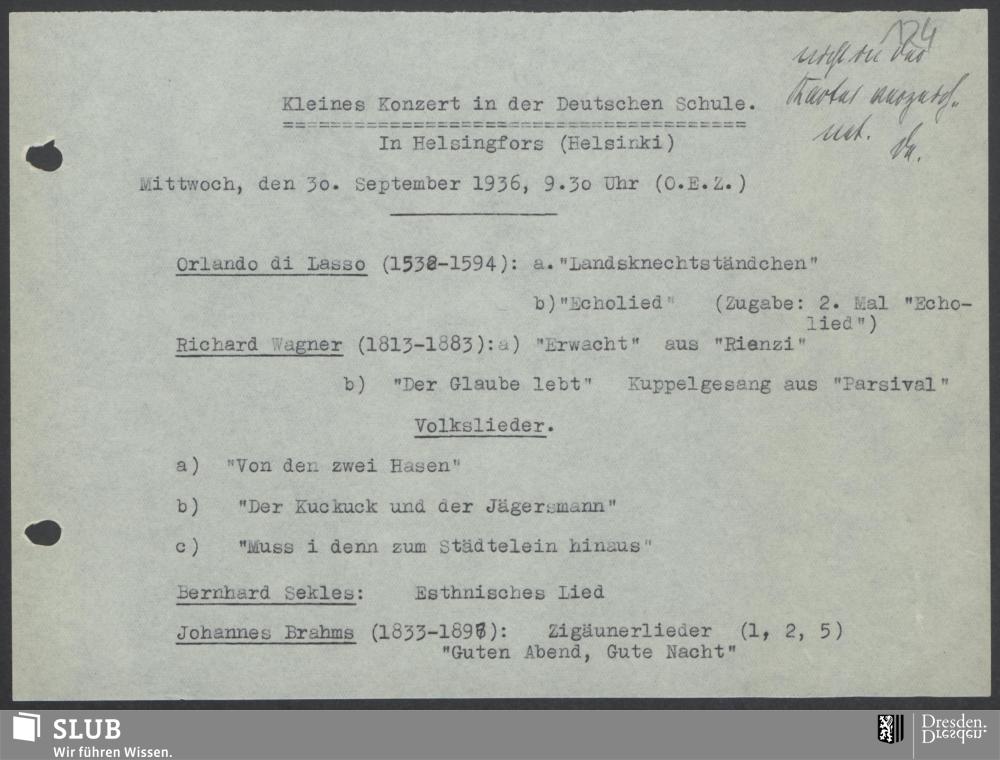 124
Kleines Konzert in der Deutschen Schule.
In Helsingfors (Helsinki)
Mittwoch, den 30. September 1936, 9.30 Uhr (O.E.Z.)
Orlando di Lasso (1532-1594): a. "Landsknechtständchen"
b) "Echolied" (Zugabe: 2. Mal "Echo-
lied")
Richard Wagner (1813-1883): a) "Erwacht" aus "Rienzi"
b) "Der Glaube lebt" Kuppelgesang aus "Parsival"
Volkslieder.
a) "Von den zwei Hasen"
b) "Der Kuckuck und der Jägersmann"
c) "Muss i denn zum Städtelein hinaus"
Bernhard Sekles: Esthnisches Lied
Johannes Brahms (1833-1897): Zigäunerlieder (1, 2, 5)
"Guten Abend, Gute Nacht"
SLUB
Wir führen Wissen.
Dresden.
Dresden.